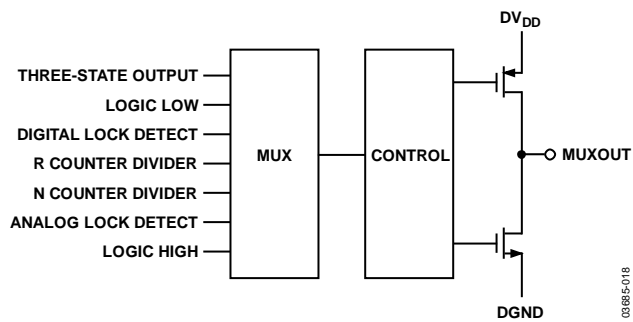 DVDD
THREE-STATE OUTPUT
LOGIC LOW
DIGITAL LOCK DETECT
R COUNTER DIVIDER
N COUNTER DIVIDER
ANALOG LOCK DETECT
LOGIC HIGH
MUX
CONTROL
MUXOUT
DGND
03685-018